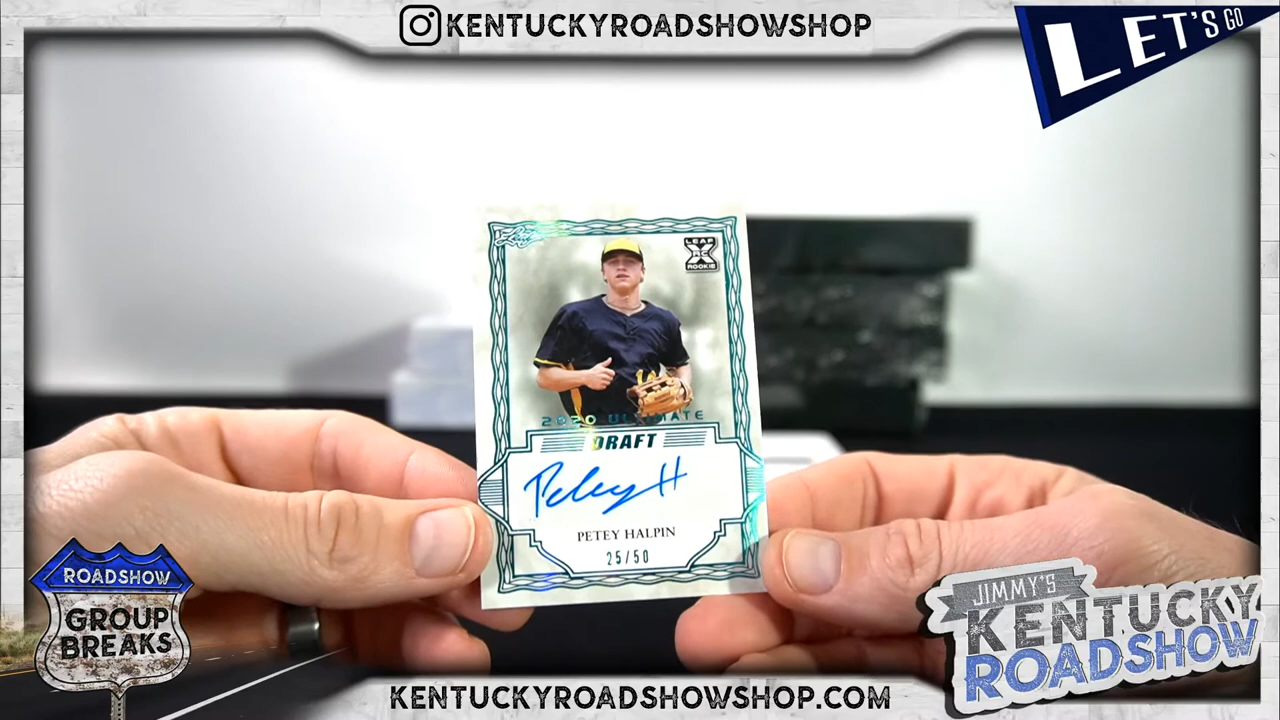 KENTUCKYROADSHOWSHOP
LET'S GO
Leaf
LEAF
ROOKIE
2020 ULTIMATE
DRAFT
Petey H
PETEY HALPIN
25/50
ROADSHOW
GROUP
BREAKS
JIMMY'S
KENTUCKY
ROADSHOW
KENTUCKYROADSHOWSHOP.COM